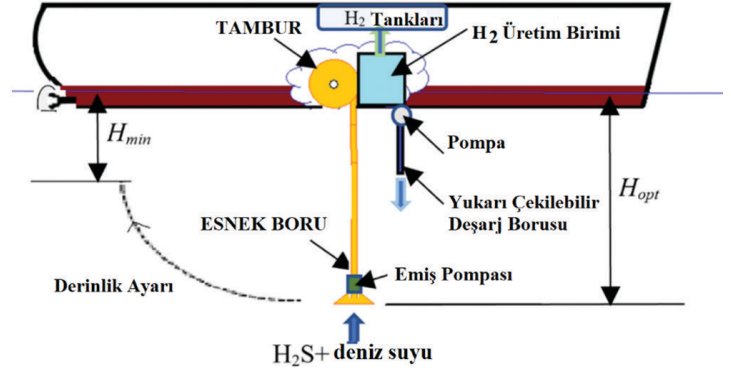 H2 Tankları
TAMBUR
H2 Üretim Birimi
Hmin
Pompa
Hopt
Yukarı Çekilebilir
Deşarj Borusu
ESNEK BORU
Emiş Pompası
Derinlik Ayarı
H2S+ deniz suyu